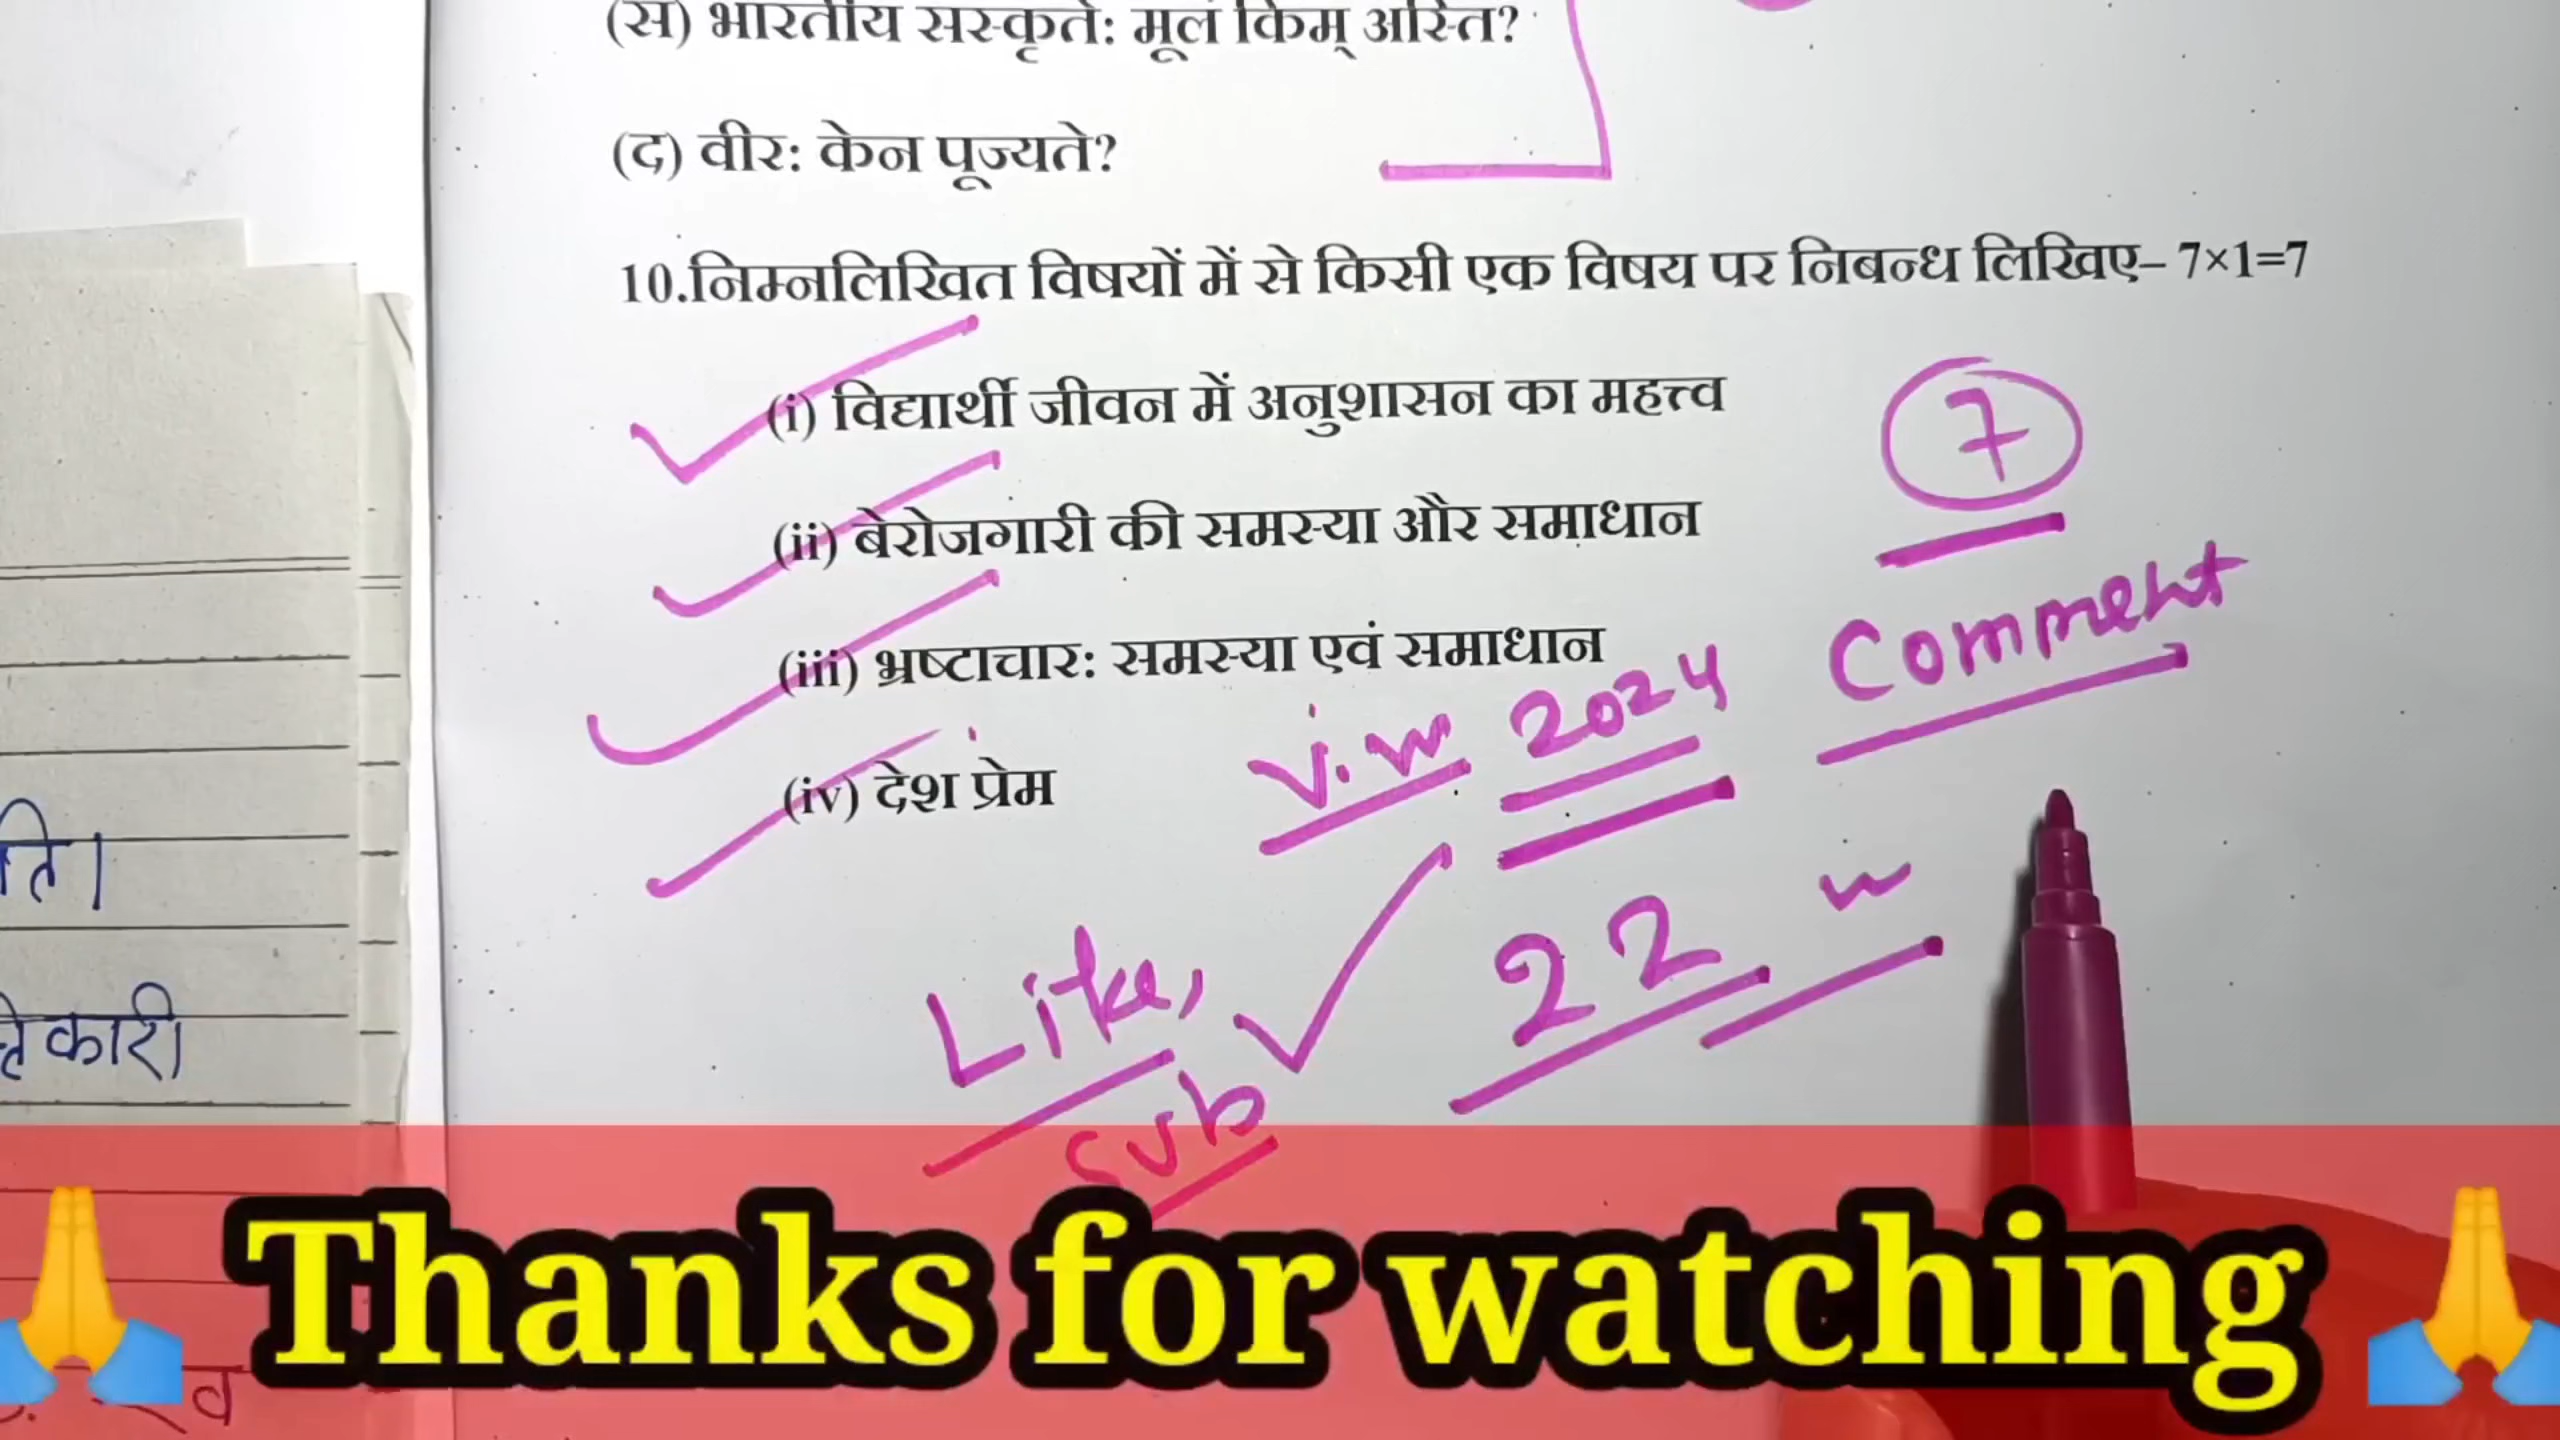 (स) भारतीय संस्कृते: मूलं किम् अस्ति?
(द) वीर: केन पूज्यते?
10.निम्नलिखित विषयों में से किसी एक विषय पर निबन्ध लिखिए– 7×1=7
(i) विद्यार्थी जीवन में अनुशासन का महत्त्व
7
(ii) बेरोजगारी की समस्या और समाधान
Comment
(iii) भ्रष्टाचार: समस्या एवं समाधान
V.
2024
(iv) देश प्रेम
ति।
Like,
22
कारी
Sub
Thanks for watching